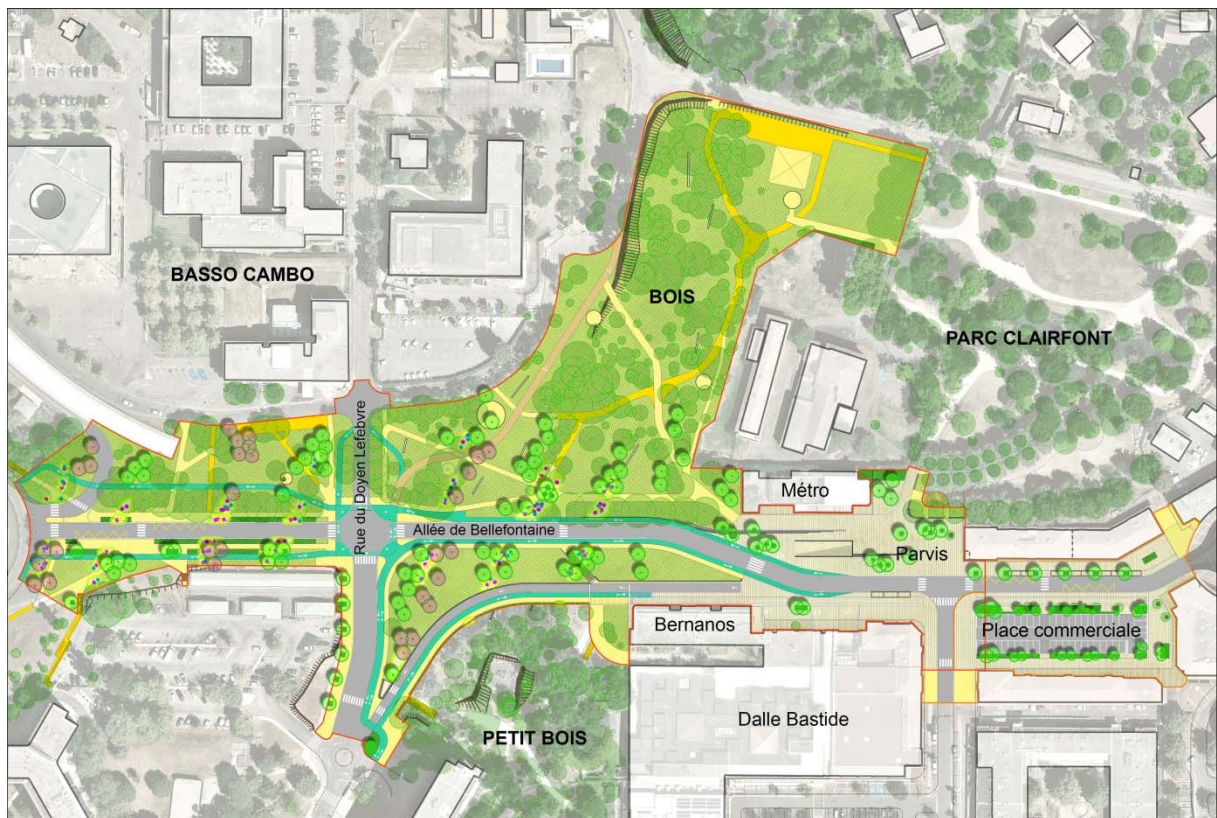 BASSO CAMBO
BOIS
PARC CLAIRFONT
Rue du Doyen Lefebvre
Métro
Allée de Bellefontaine
Parvis
Bernanos
Place commerciale
Dalle Bastide
PETIT BOIS